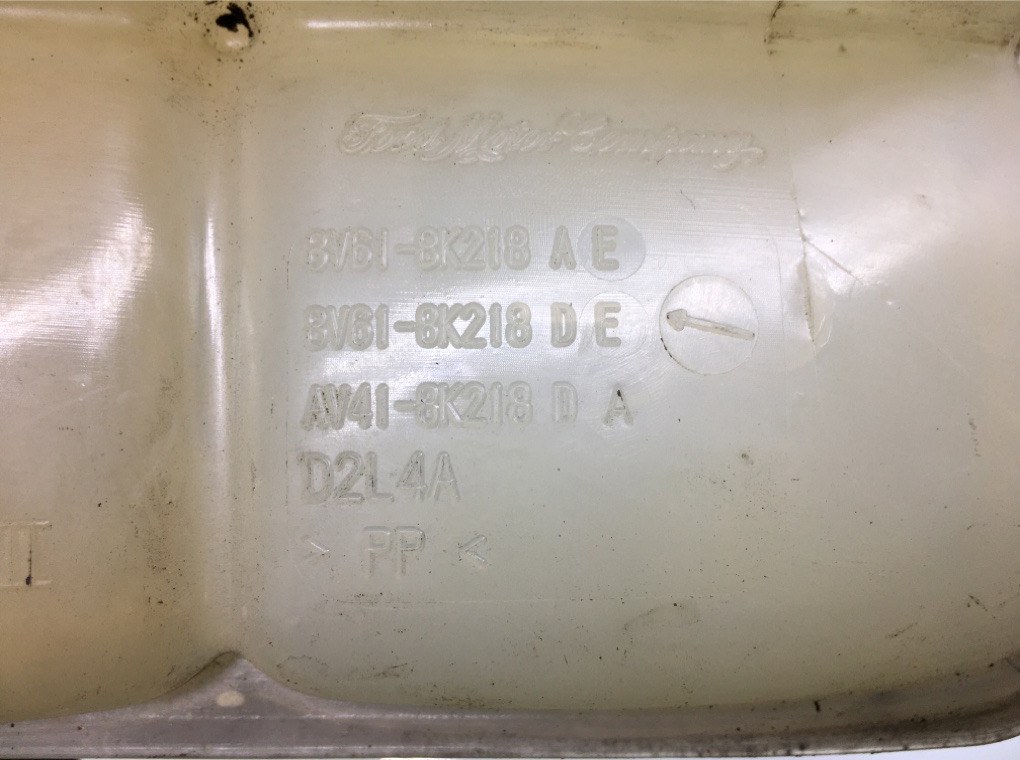 Ford Motor Company
8V61-8K218 A E
8V61-8K218 D E
AV41-8K218 D A
D2L4A
> PP <